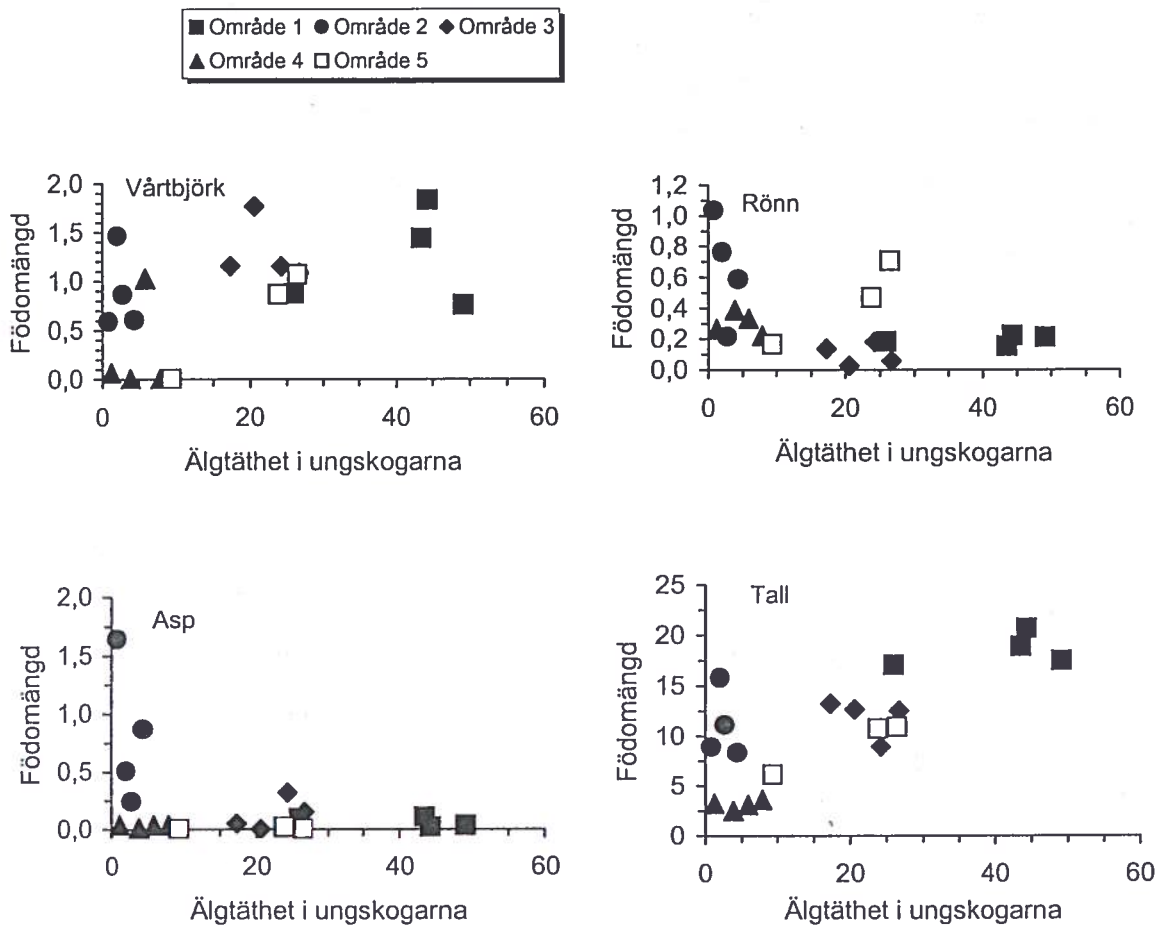 Område 1 Område 2 Område 3
Område 4 Område 5
Vårtbjörk
Födomängd
2,0
1,5
1,0
0,5
0,0
0 20 40 60
Älgtäthet i ungskogarna
Rönn
Födomängd
1,2
1,0
0,8
0,6
0,4
0,2
0,0
0 20 40 60
Älgtäthet i ungskogarna
Asp
Födomängd
2,0
1,5
1,0
0,5
0,0
0 20 40 60
Älgtäthet i ungskogarna
Tall
Födomängd
25
20
15
10
5
0
0 20 40 60
Älgtäthet i ungskogarna